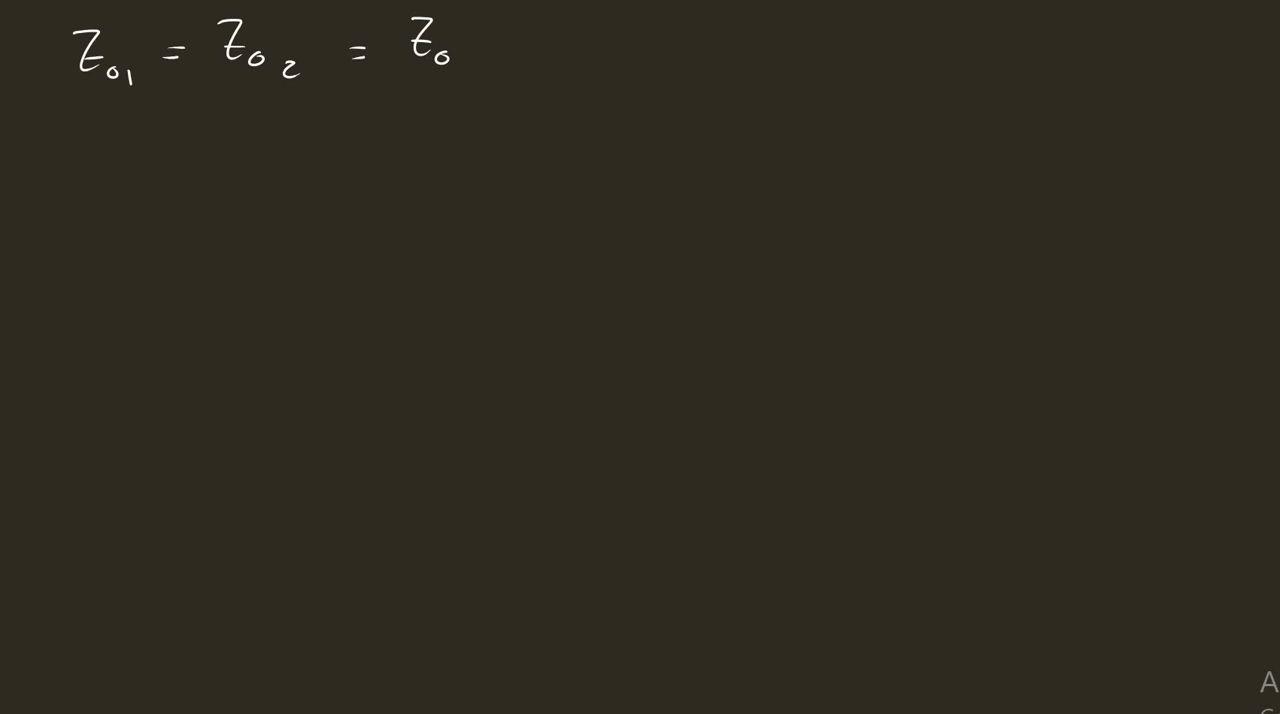 Z₀₁ = Z₀₂ = Z₀
A